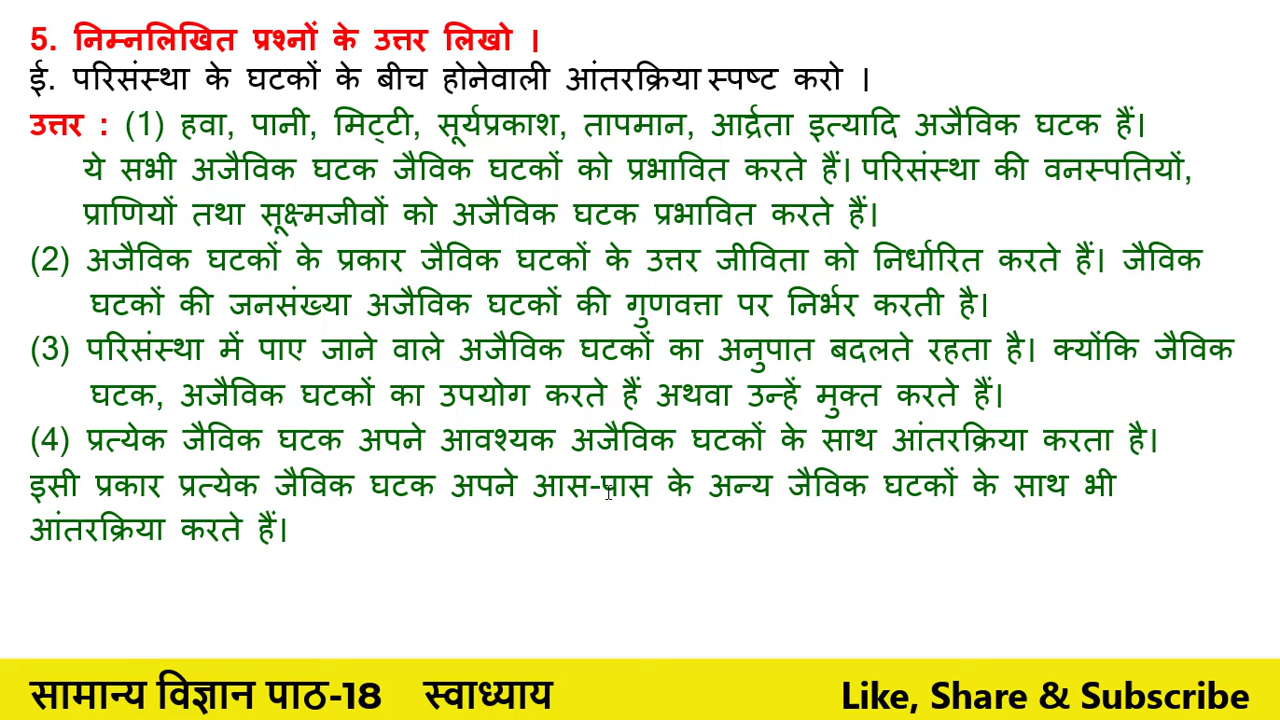 5. निम्नलिखित प्रश्नों के उत्तर लिखो ।
ई. परिसंस्था के घटकों के बीच होनेवाली आंतरक्रिया स्पष्ट करो ।
उत्तर : (1) हवा, पानी, मिट्टी, सूर्यप्रकाश, तापमान, आर्द्रता इत्यादि अजैविक घटक हैं।
ये सभी अजैविक घटक जैविक घटकों को प्रभावित करते हैं। परिसंस्था की वनस्पतियों,
प्राणियों तथा सूक्ष्मजीवों को अजैविक घटक प्रभावित करते हैं।
(2) अजैविक घटकों के प्रकार जैविक घटकों के उत्तर जीविता को निर्धारित करते हैं। जैविक
घटकों की जनसंख्या अजैविक घटकों की गुणवत्ता पर निर्भर करती है।
(3) परिसंस्था में पाए जाने वाले अजैविक घटकों का अनुपात बदलते रहता है। क्योंकि जैविक
घटक, अजैविक घटकों का उपयोग करते हैं अथवा उन्हें मुक्त करते हैं।
(4) प्रत्येक जैविक घटक अपने आवश्यक अजैविक घटकों के साथ आंतरक्रिया करता है।
इसी प्रकार प्रत्येक जैविक घटक अपने आस-पास के अन्य जैविक घटकों के साथ भी
आंतरक्रिया करते हैं।
सामान्य विज्ञान पाठ-18 स्वाध्याय Like, Share & Subscribe